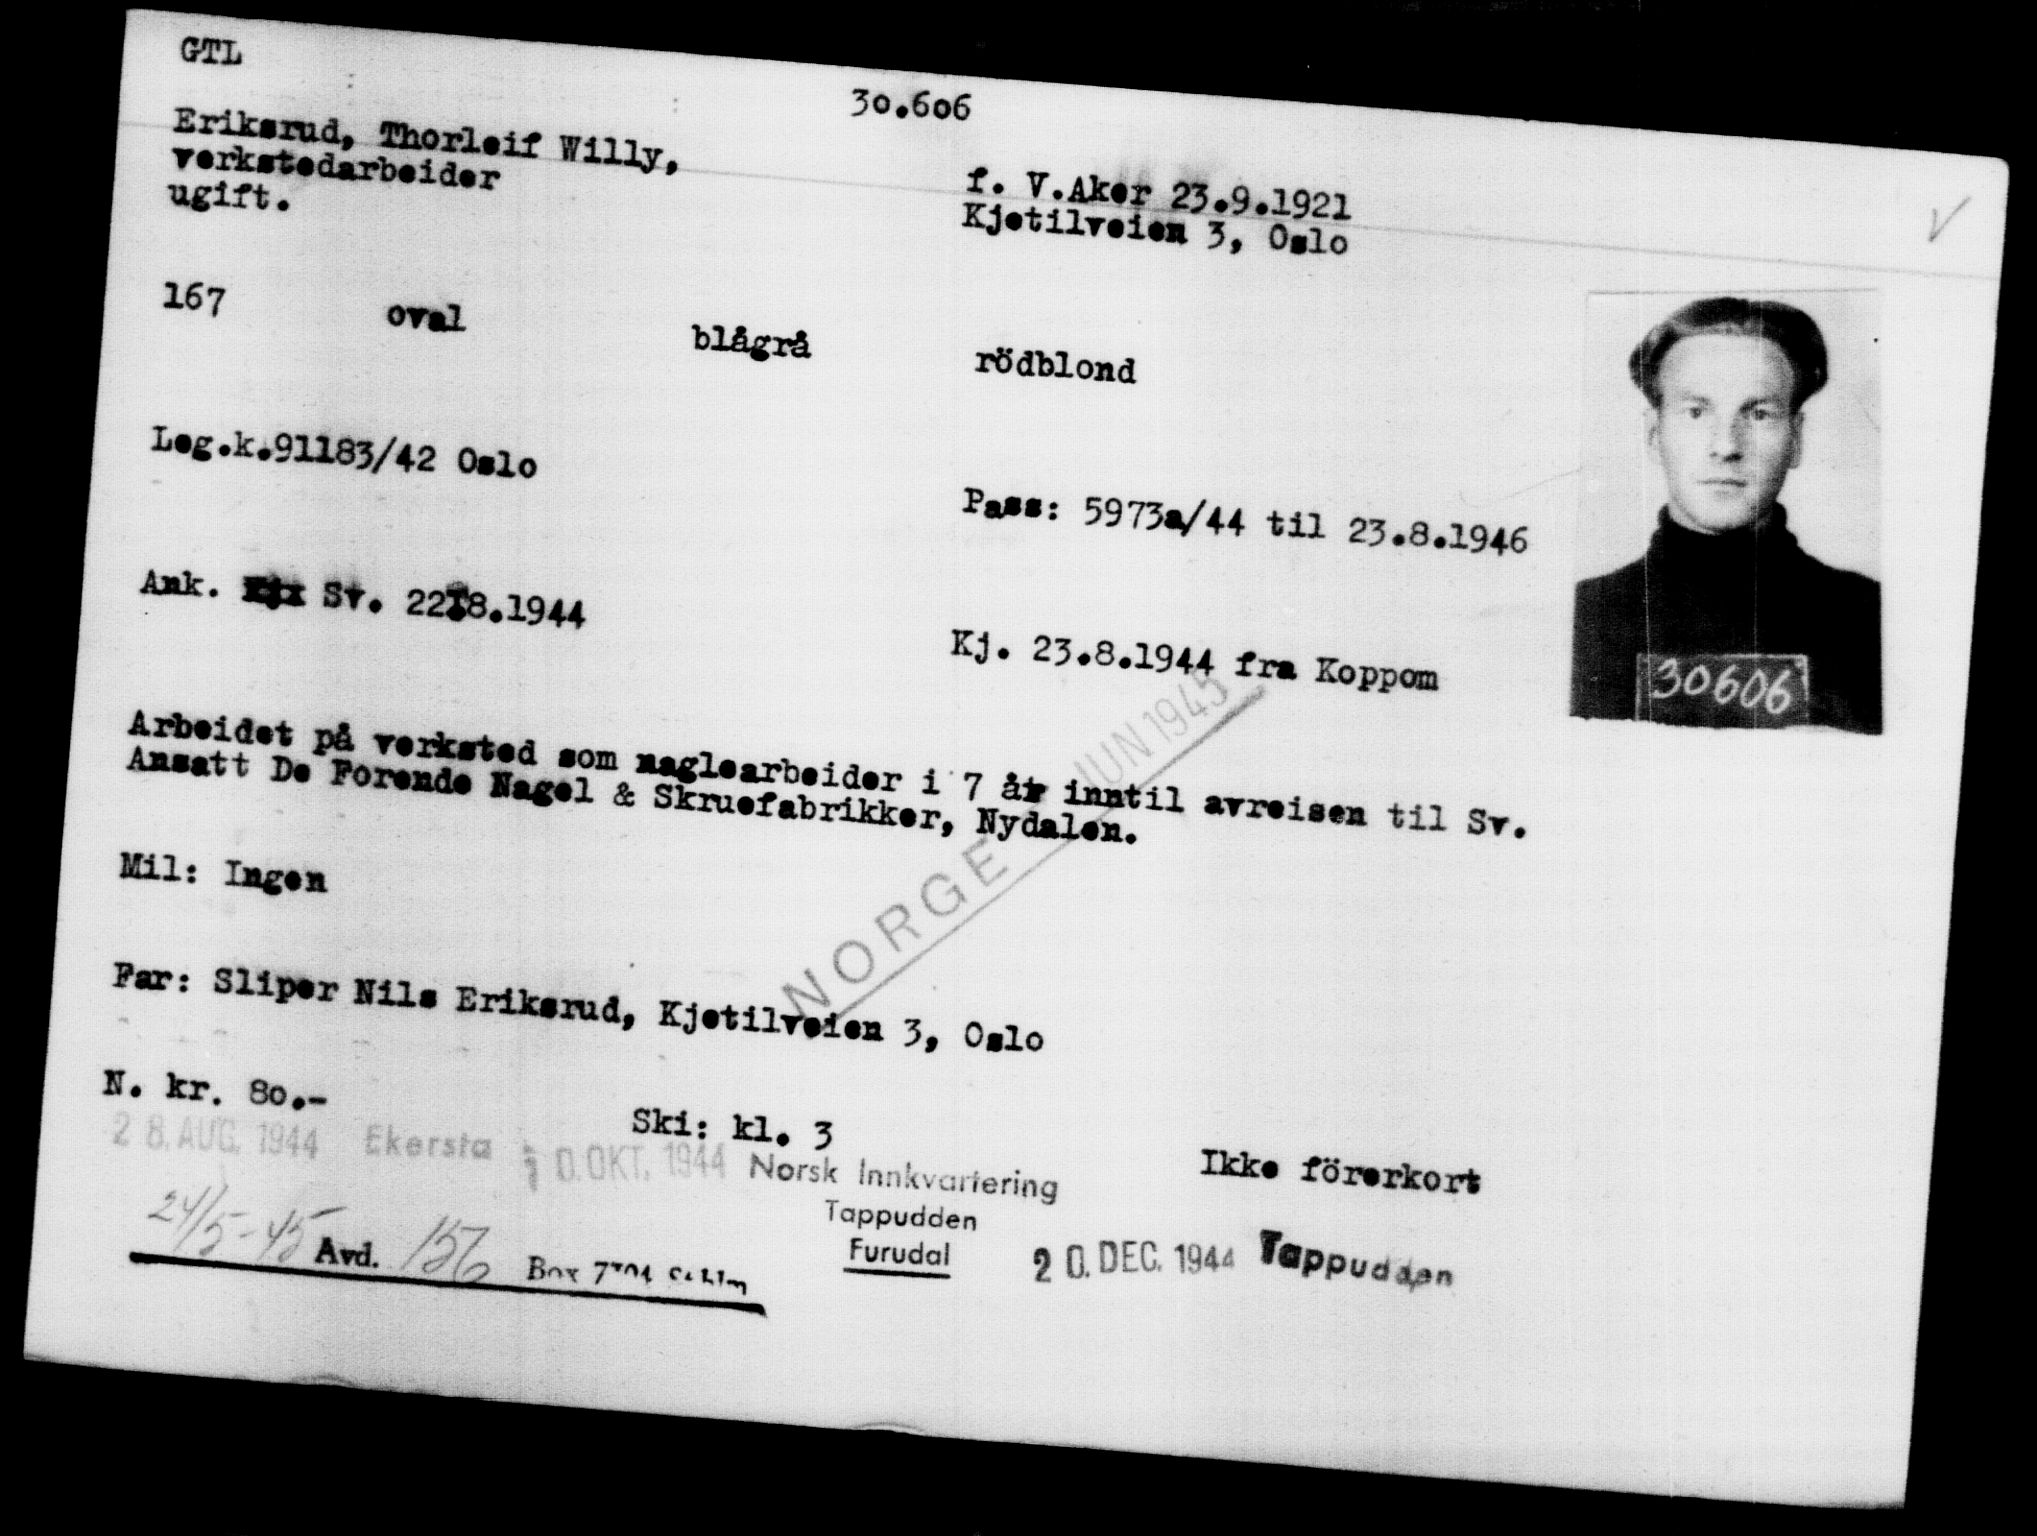 GTL
30.606
Eriksrud, Thorleif Willy,
verkstedarbeider
ugift.
f. V.Aker 23.9.1921
Kjetilveien 3, Oslo
167 oval blågrå rödblond
Leg.k.91183/42 Oslo
Pass: 5973a/44 til 23.8.1946
Ank. Sv. 22.8.1944
Kj. 23.8.1944 fra Koppom
30606
Arbeidet på verksted som naglearbeider i 7 år inntil avreisen til Sv.
Ansatt De Forende Nagel & Skruefabrikker, Nydalen.
NORGE JUN 1945
Mil: Ingen
Far: Sliper Nils Eriksrud, Kjetilveien 3, Oslo
N. kr. 80.-
Ski: kl. 3
Ikke förerkort
28. AUG. 1944 Ekersta
10. OKT. 1944 Norsk Innkvartering
Tappudden
Furudal
20. DEC. 1944 Tappudden
24/5-45 Avd. 156 Box